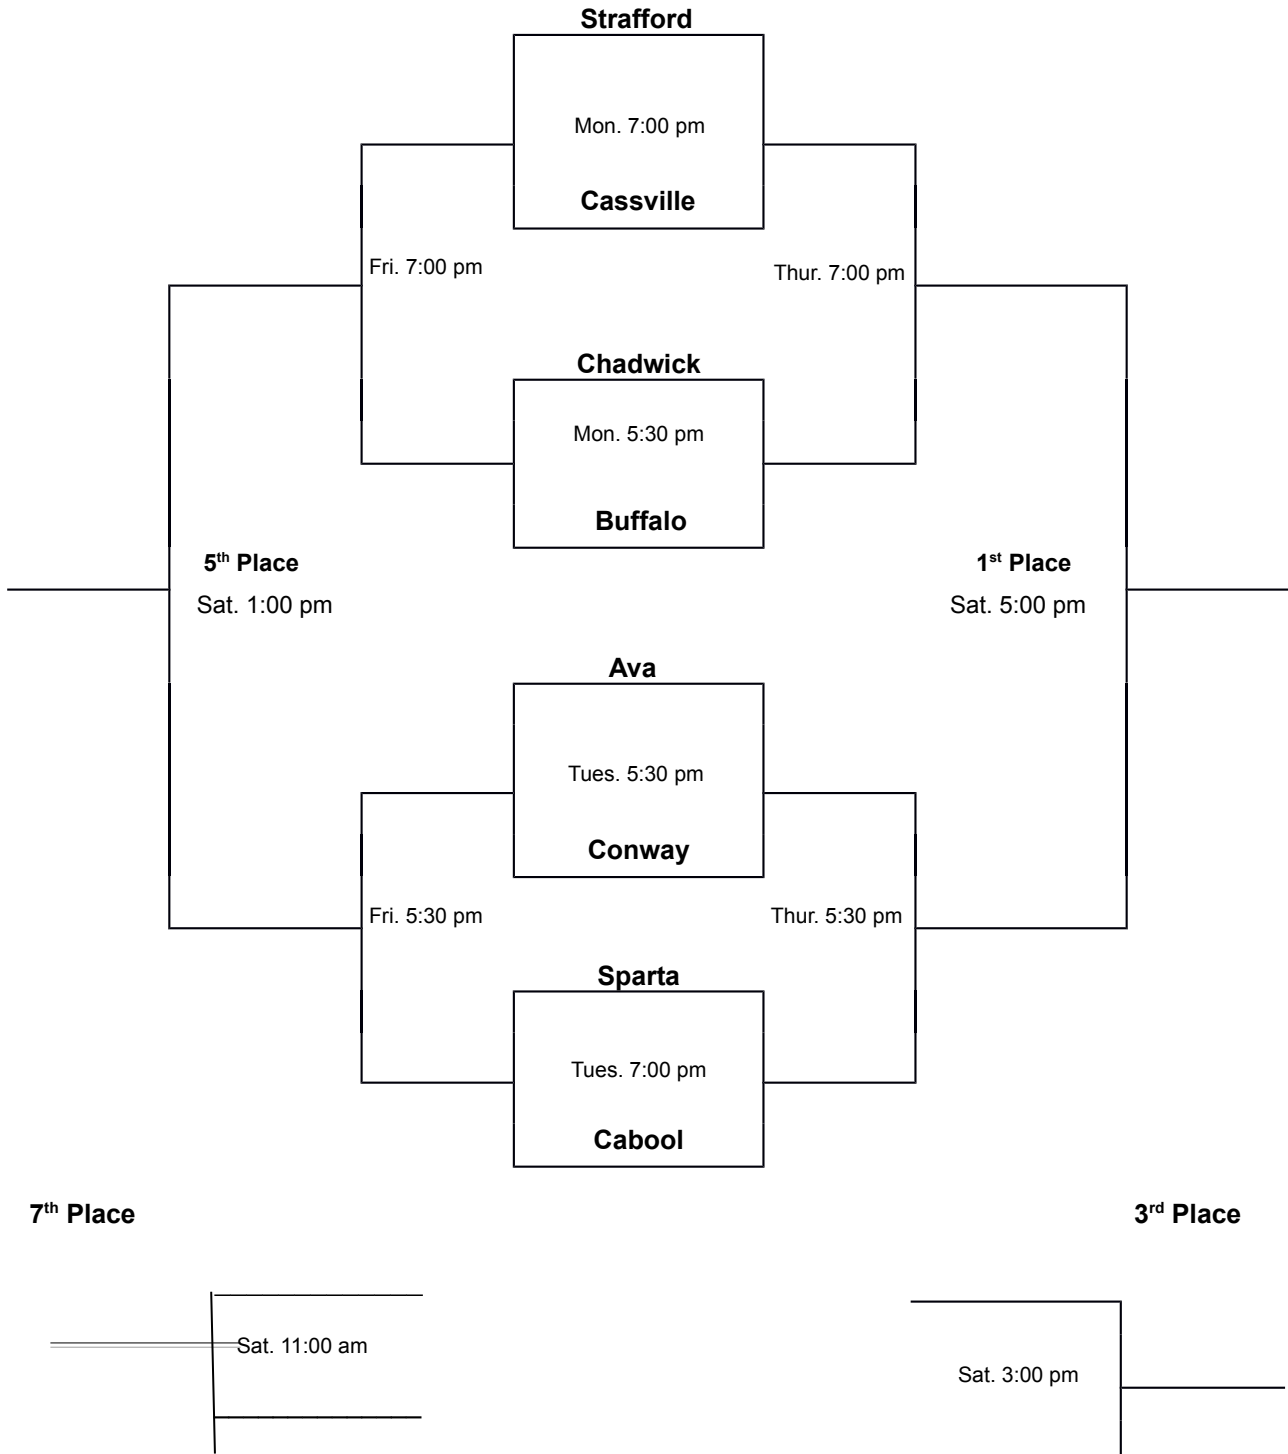 Strafford
Mon. 7:00 pm
Cassville
Fri. 7:00 pm
Thur. 7:00 pm
Chadwick
Mon. 5:30 pm
Buffalo
5th Place
1st Place
Sat. 1:00 pm
Sat. 5:00 pm
Ava
Tues. 5:30 pm
Conway
Fri. 5:30 pm
Thur. 5:30 pm
Sparta
Tues. 7:00 pm
Cabool
7th Place
3rd Place
Sat. 11:00 am
Sat. 3:00 pm